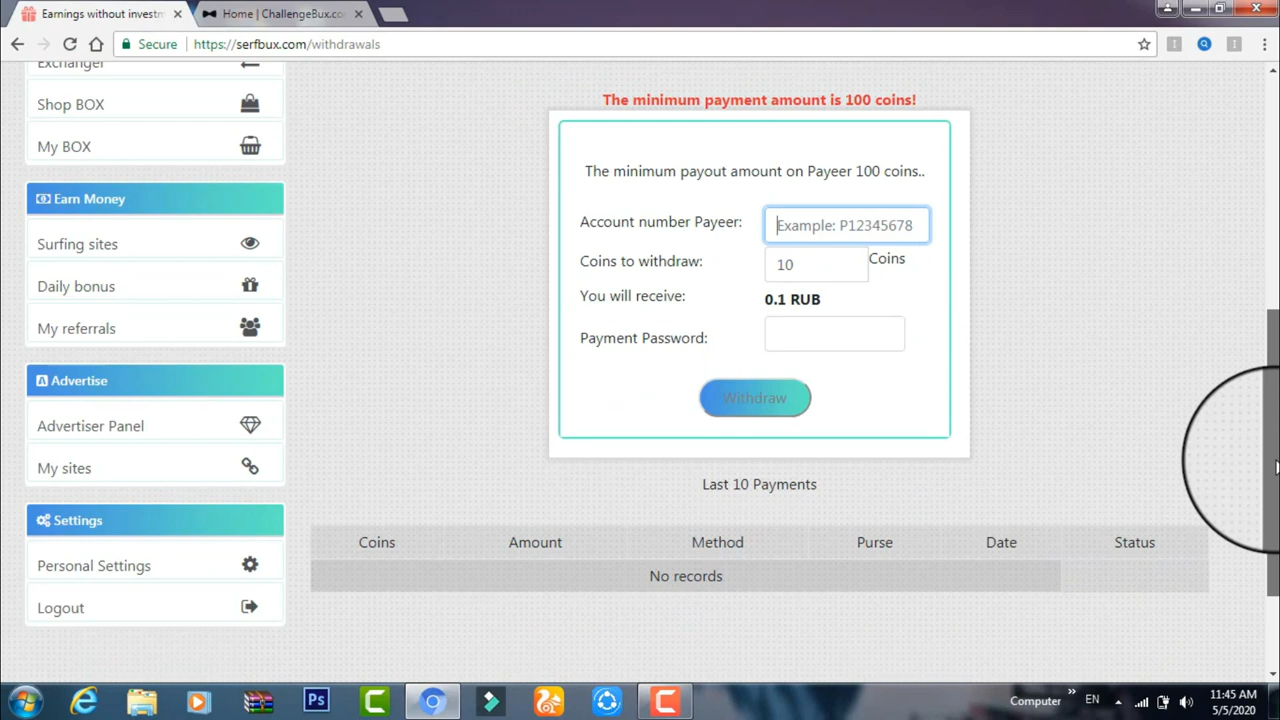 Earnings without investm
Home | ChallengeBux.co
Secure
https://serfbux.com/withdrawals
Exchanger
Shop BOX
My BOX
Earn Money
Surfing sites
Daily bonus
My referrals
Advertise
Advertiser Panel
My sites
Settings
Personal Settings
Logout
The minimum payment amount is 100 coins!
The minimum payout amount on Payeer 100 coins..
Account number Payeer: Example: P12345678
Coins to withdraw: 10 Coins
You will receive: 0.1 RUB
Payment Password:
Withdraw
Last 10 Payments
Coins Amount Method Purse Date Status
No records
Ps
Computer » EN
11:45 AM
5/5/2020